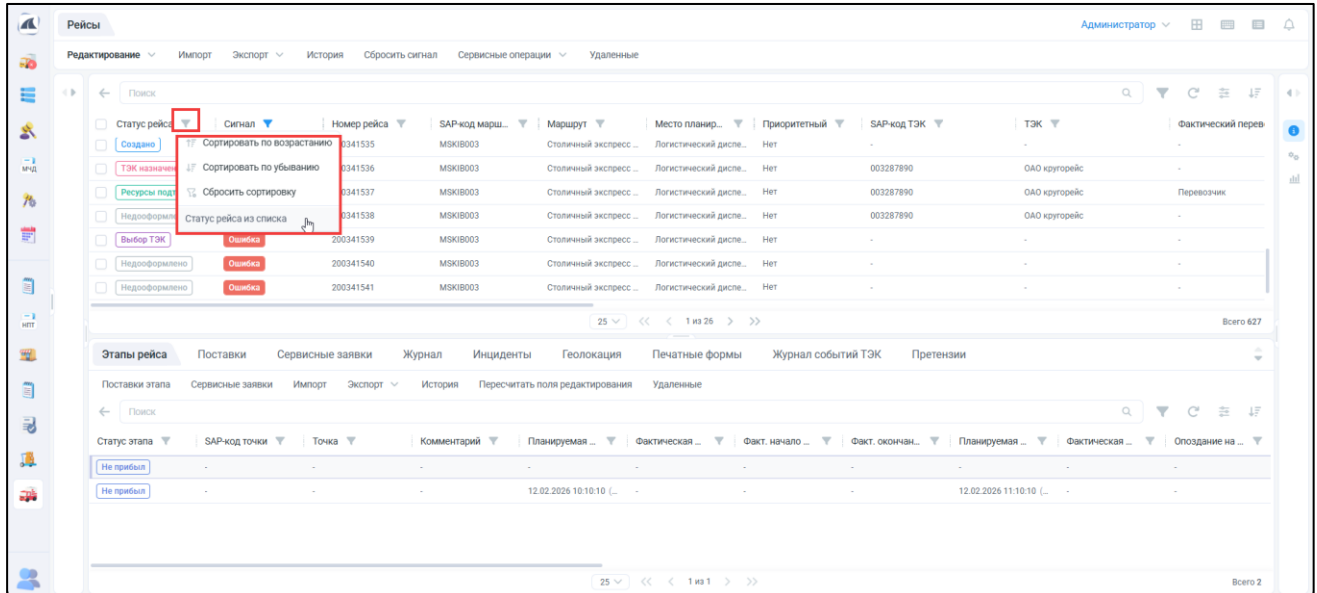 Рейсы
Администратор
Редактирование Импорт Экспорт История Сбросить сигнал Сервисные операции Удаленные
Поиск
Статус рейса Сигнал Номер рейса SAP-код марш... Маршрут Место планир... Приоритетный SAP-код ТЭК ТЭК Фактический перев
Создано 0341535 MSKIB003 Столичный экспресс ... Логистический диспе... Нет - - -
ТЭК назначен 0341536 MSKIB003 Столичный экспресс ... Логистический диспе... Нет 003287890 ОАО кругорейс -
Ресурсы подт 0341537 MSKIB003 Столичный экспресс ... Логистический диспе... Нет 003287890 ОАО кругорейс Перевозчик
Недооформле 0341538 MSKIB003 Столичный экспресс ... Логистический диспе... Нет 003287890 ОАО кругорейс -
Сортировать по возрастанию
Сортировать по убыванию
Сбросить сортировку
Статус рейса из списка
Выбор ТЭК Ошибка 200341539 MSKIB003 Столичный экспресс ... Логистический диспе... Нет - - -
Недооформлено Ошибка 200341540 MSKIB003 Столичный экспресс ... Логистический диспе... Нет - - -
Недооформлено Ошибка 200341541 MSKIB003 Столичный экспресс ... Логистический диспе... Нет - - -
25 << < 1 из 26 > >> Всего 627
МЧД
НПТ
Этапы рейса Поставки Сервисные заявки Журнал Инциденты Геолокация Печатные формы Журнал событий ТЭК Претензии
Поставки этапа Сервисные заявки Импорт Экспорт История Пересчитать поля редактирования Удаленные
Поиск
Статус этапа SAP-код точки Точка Комментарий Планируемая ... Фактическая ... Факт. начало ... Факт. окончан... Планируемая ... Фактическая ... Опоздание на ...
Не прибыл - - - - - - - - - -
Не прибыл - - - 12.02.2026 10:10:10 (... - - - 12.02.2026 11:10:10 (... - -
25 << < 1 из 1 > >> Всего 2